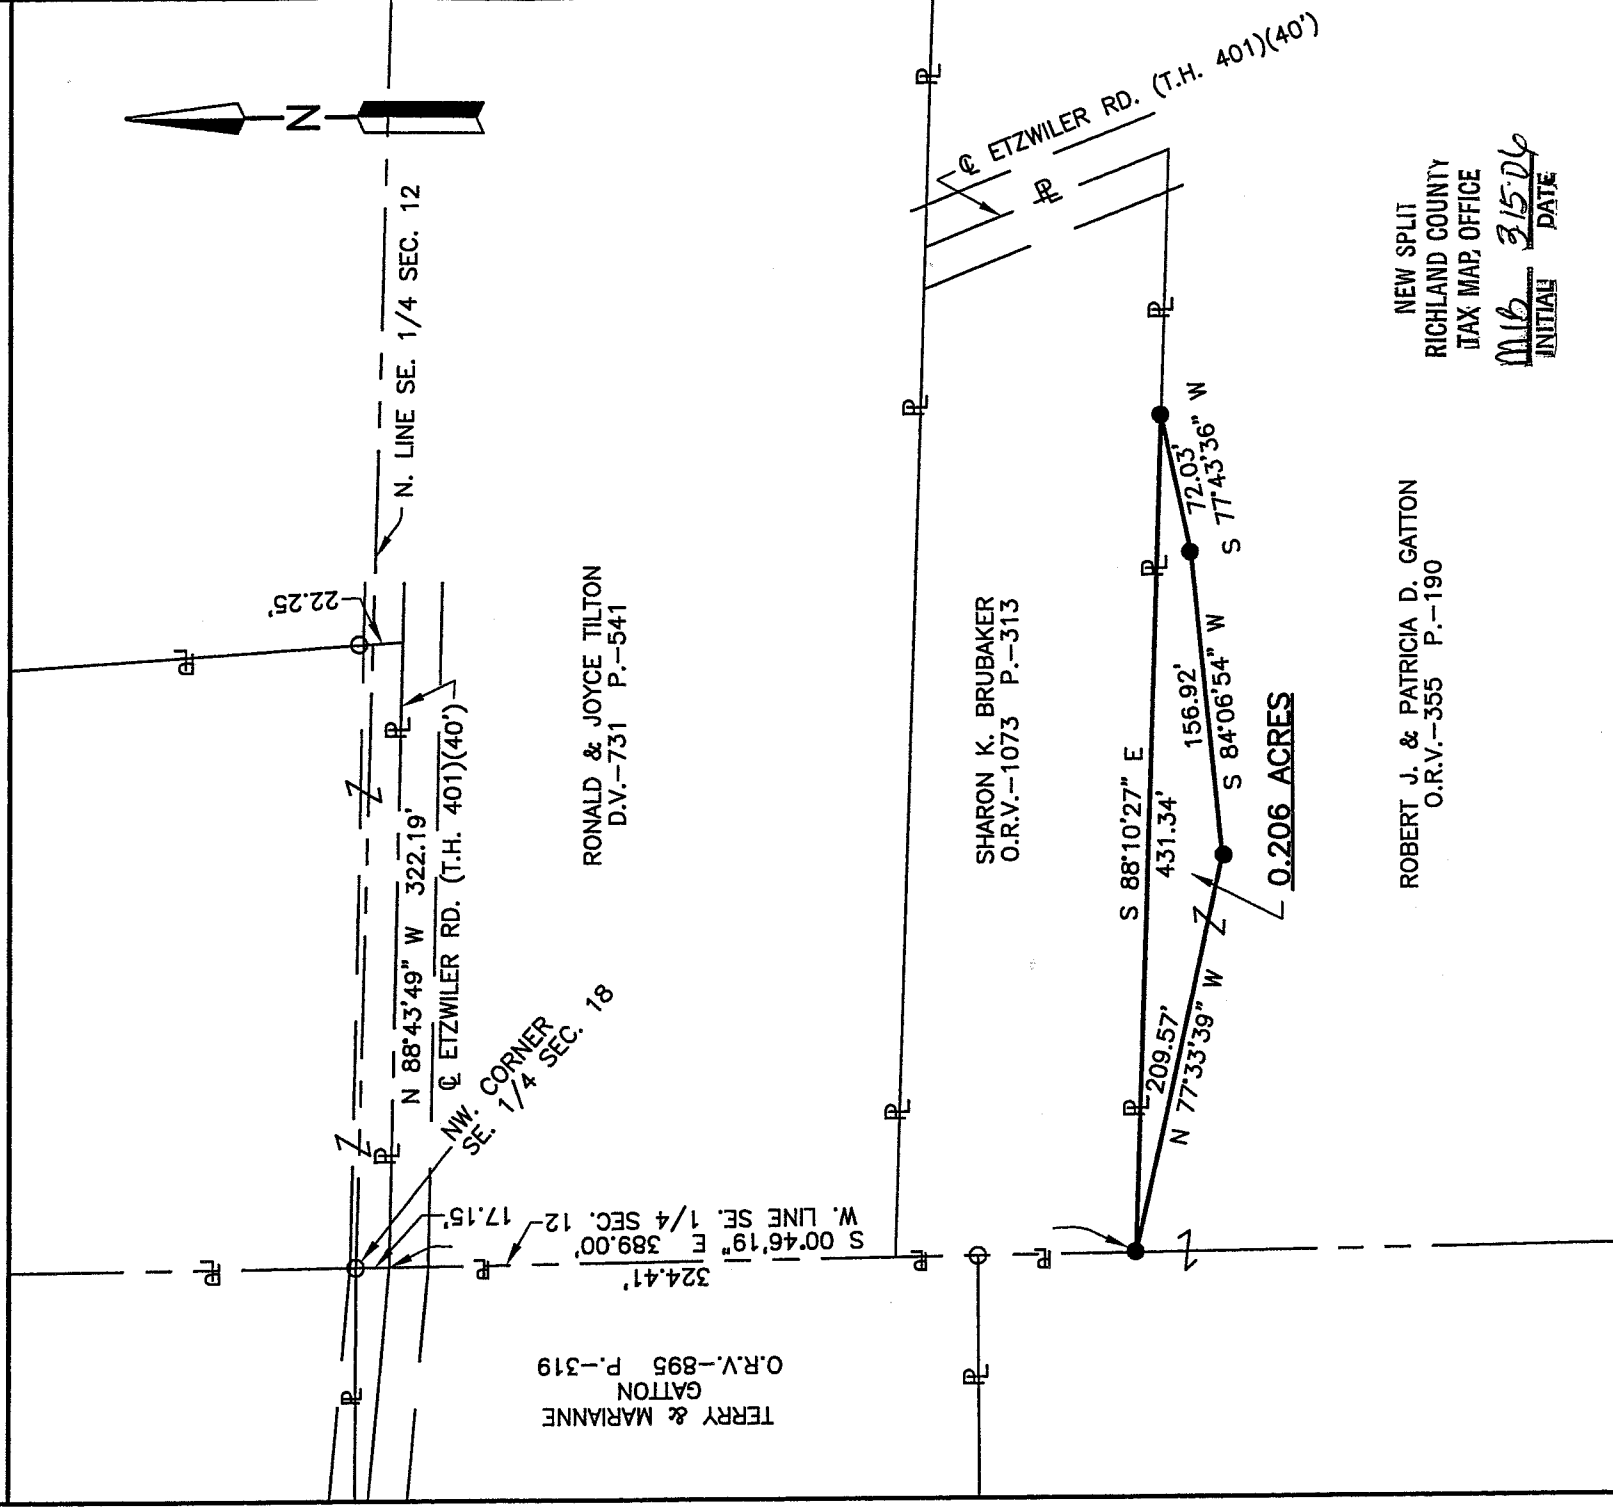 N
N. LINE SE. 1/4 SEC. 12
22.25'
N 88°43'49" W 322.19'
℄ ETZWILER RD. (T.H. 401)(40')
NW. CORNER
SE. 1/4 SEC. 18
17.15'
W. LINE SE. 1/4 SEC. 12
S 00°46'19" E 389.00'
324.41'
TERRY & MARIANNE
GATTON
O.R.V.-895 P.-319
RONALD & JOYCE TILTON
D.V.-731 P.-541
℄ ETZWILER RD. (T.H. 401)(40')
SHARON K. BRUBAKER
O.R.V.-1073 P.-313
S 88°10'27" E
431.34'
72.03'
S 77°43'36" W
156.92'
S 84°06'54" W
209.57'
N 77°33'39" W
0.206 ACRES
ROBERT J. & PATRICIA D. GATTON
O.R.V.-355 P.-190
NEW SPLIT
RICHLAND COUNTY
TAX MAP OFFICE
3·15·06
INITIAL DATE